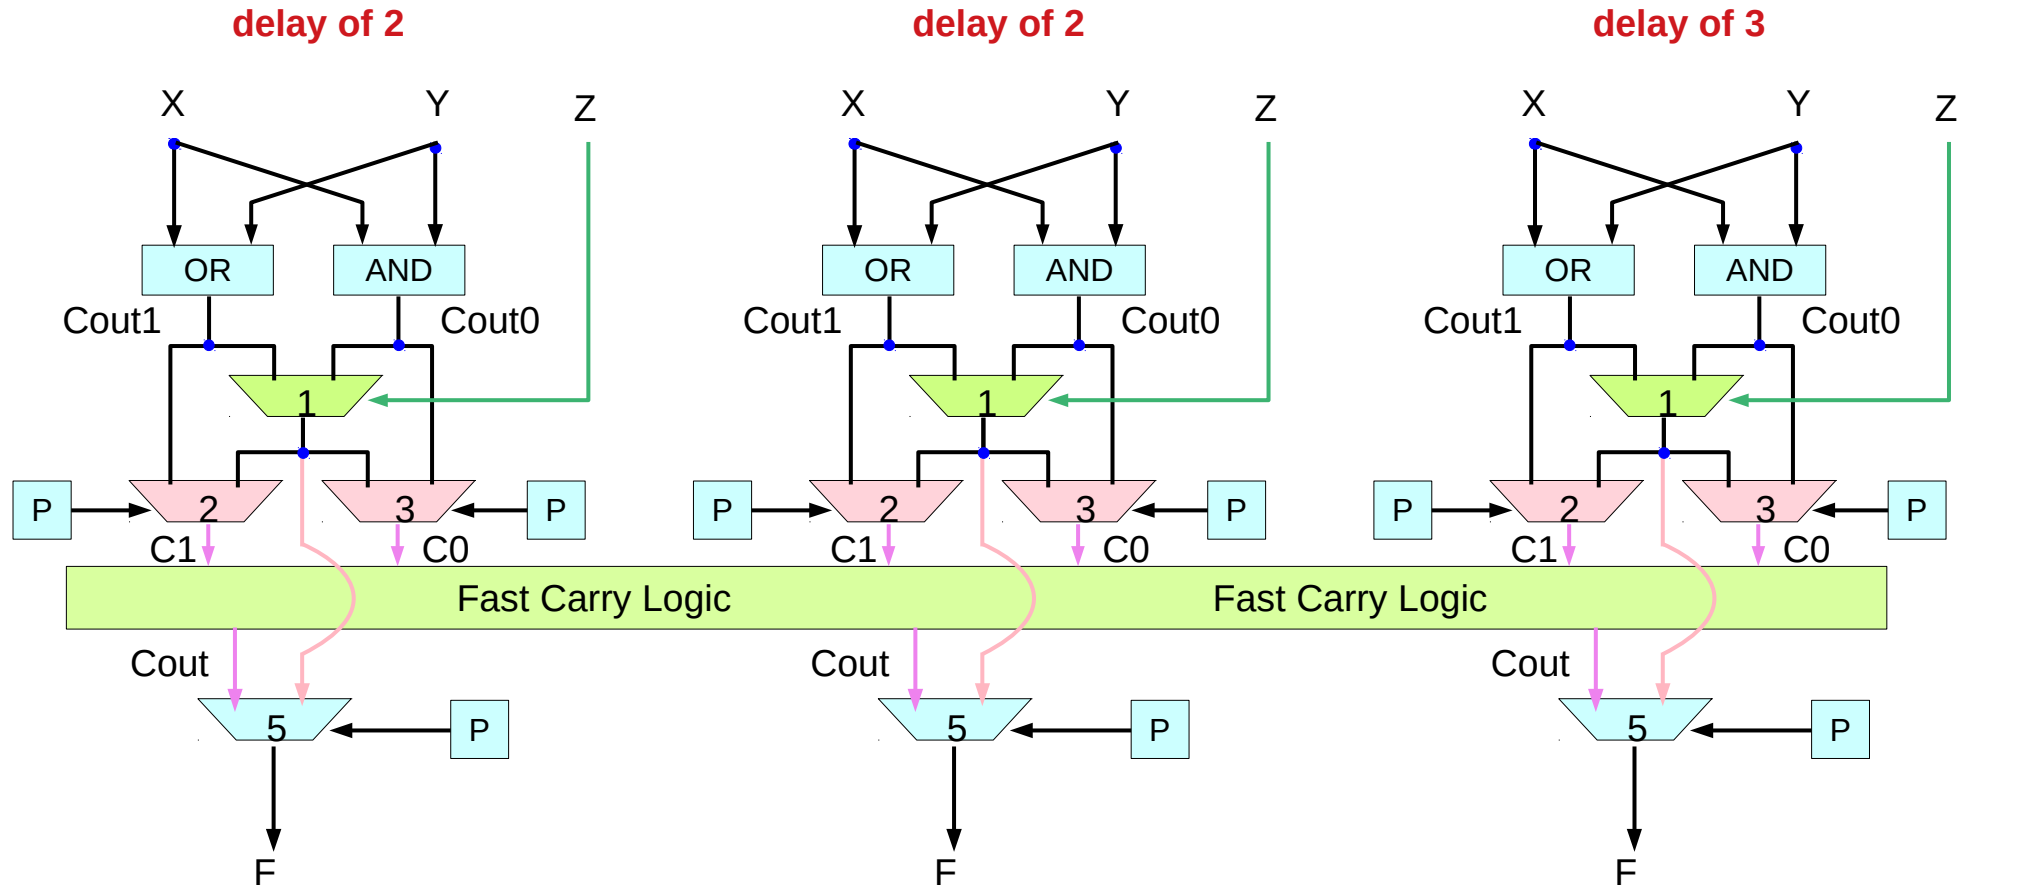 delay of 2 delay of 2 delay of 3
X Y Z X Y Z X Y Z
OR AND OR AND OR AND
Cout1 Cout0 Cout1 Cout0 Cout1 Cout0
1 1 1
P 2 3 P P 2 3 P P 2 3 P
C1 C0 C1 C0 C1 C0
Fast Carry Logic Fast Carry Logic
Cout Cout Cout
5 P 5 P 5 P
F F F